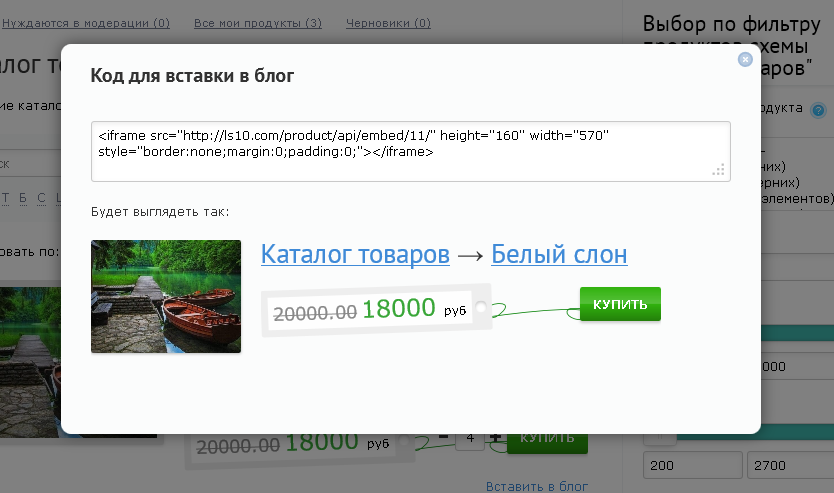 Нуждаются в модерации (0) Все мои продукты (3) Черновики (0)
Выбор по фильтру
Код для вставки в блог
<iframe src="http://ls10.com/product/api/embed/11/" height="160" width="570"
style="border:none;margin:0;padding:0;"></iframe>
Будет выглядеть так:
Каталог товаров → Белый слон
20000.00 18000 руб
КУПИТЬ
20000.00 18000 руб
- 4 +
КУПИТЬ
Вставить в блог
200 2700